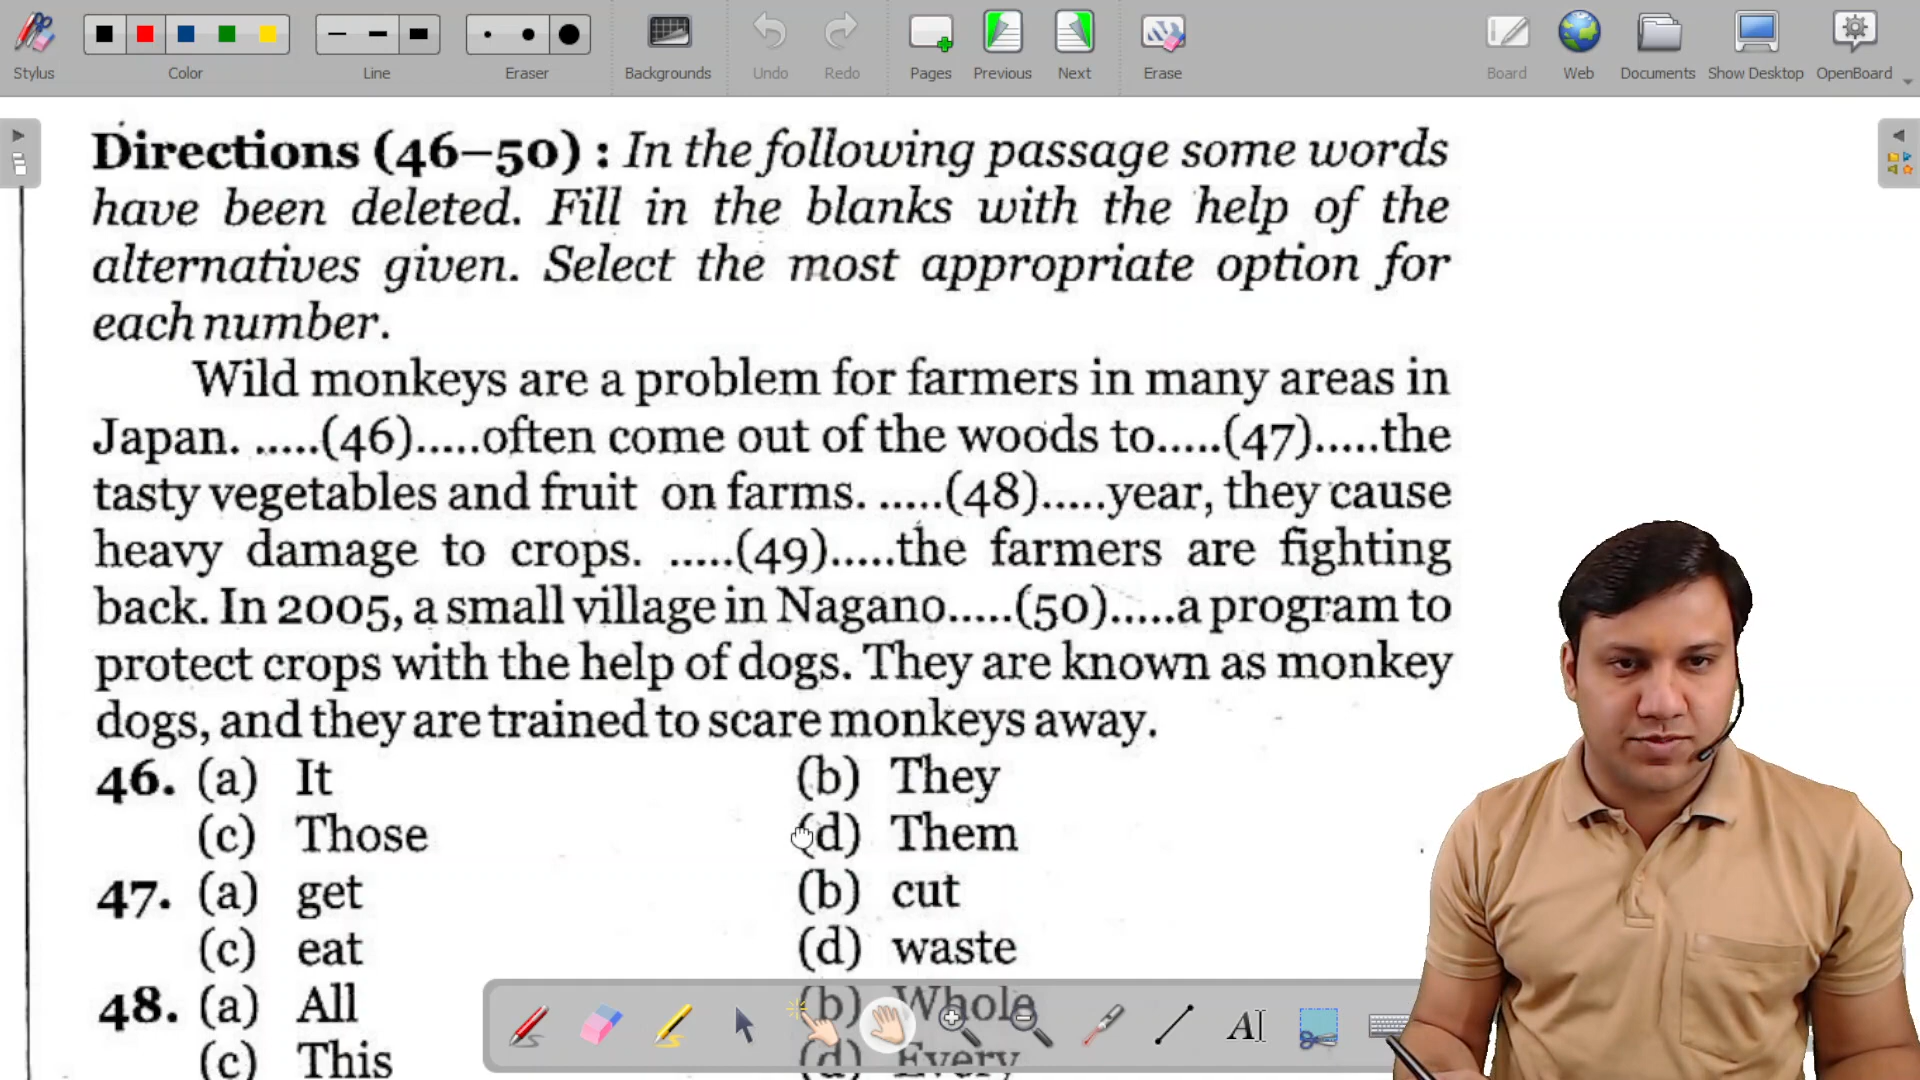 Stylus
Color
Line
Eraser
Backgrounds
Undo
Redo
Pages
Previous
Next
Erase
Board
Web
Documents
Show Desktop
OpenBoard
Directions (46–50) : In the following passage some words
have been deleted. Fill in the blanks with the help of the
alternatives given. Select the most appropriate option for
each number.
Wild monkeys are a problem for farmers in many areas in
Japan. .....(46).....often come out of the woods to.....(47).....the
tasty vegetables and fruit on farms. .....(48).....year, they cause
heavy damage to crops. .....(49).....the farmers are fighting
back. In 2005, a small village in Nagano.....(50).....a program to
protect crops with the help of dogs. They are known as monkey
dogs, and they are trained to scare monkeys away.
46. (a) It (b) They
(c) Those (d) Them
47. (a) get (b) cut
(c) eat (d) waste
48. (a) All (b) Whole
(c) This (d) Every